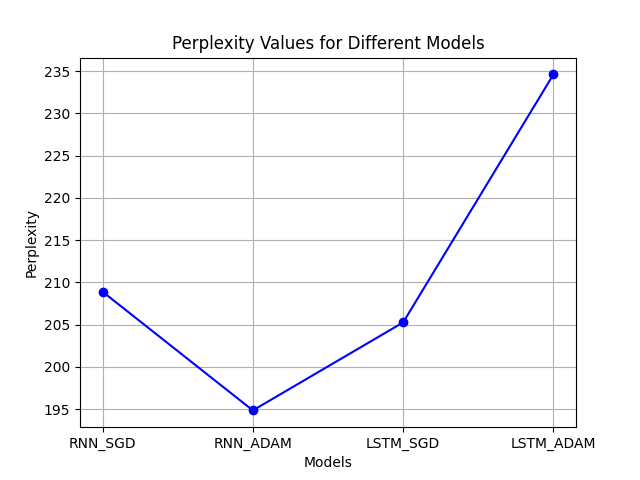 Perplexity Values for Different Models
235
230
225
220
215
210
205
200
195
Perplexity
RNN_SGD RNN_ADAM LSTM_SGD LSTM_ADAM
Models